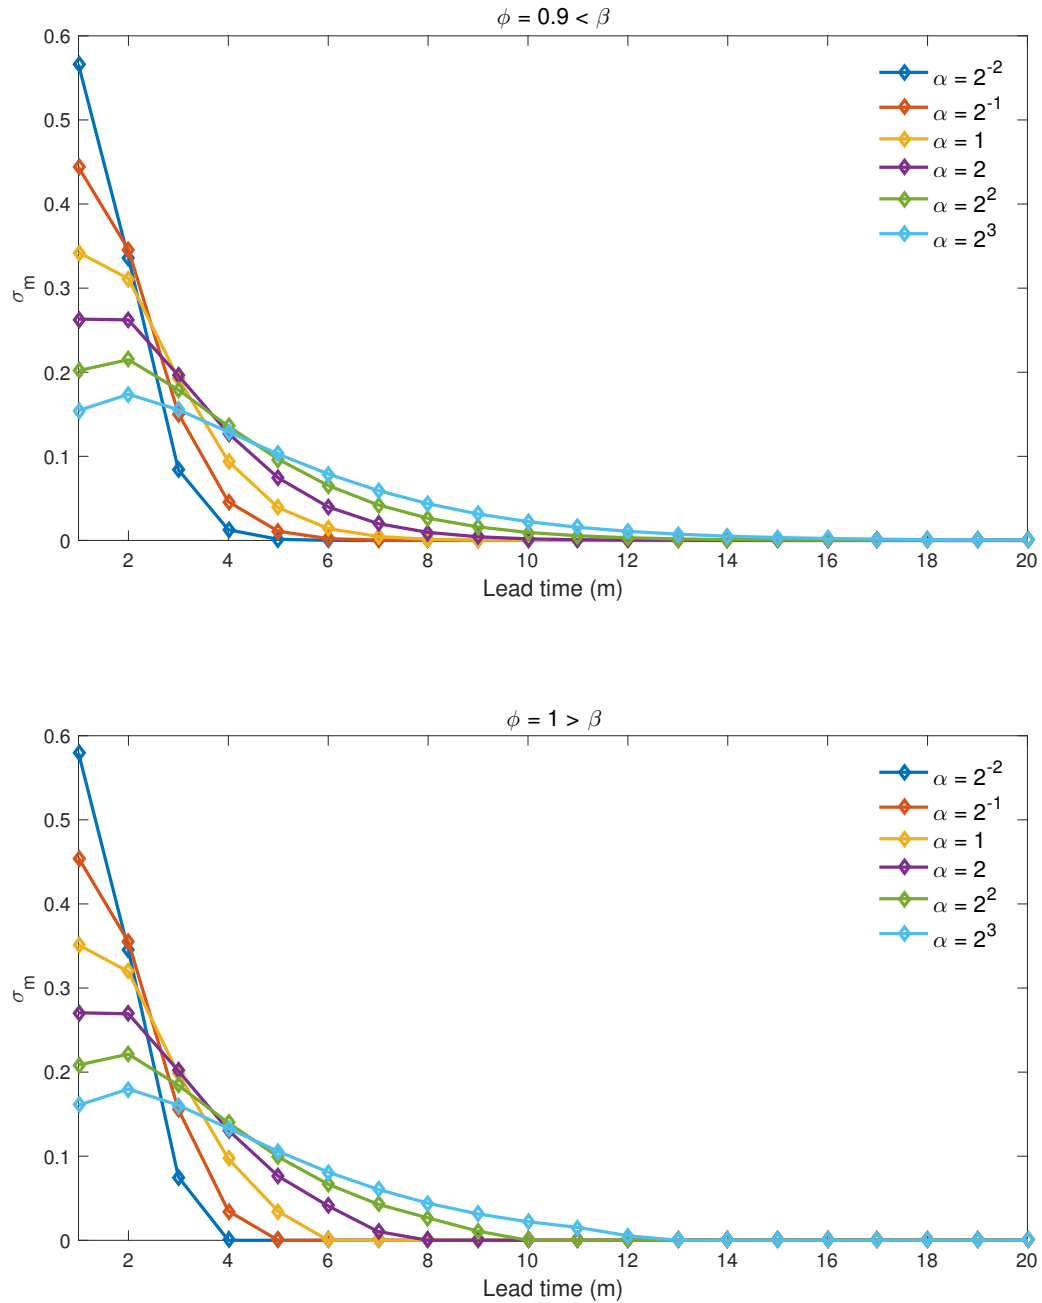 ϕ = 0.9 < β
0.6
0.5
0.4
0.3
0.2
0.1
0
σm
2 4 6 8 10 12 14 16 18 20
Lead time (m)
α = 2-2
α = 2-1
α = 1
α = 2
α = 22
α = 23
ϕ = 1 > β
0.6
0.5
0.4
0.3
0.2
0.1
0
σm
2 4 6 8 10 12 14 16 18 20
Lead time (m)
α = 2-2
α = 2-1
α = 1
α = 2
α = 22
α = 23